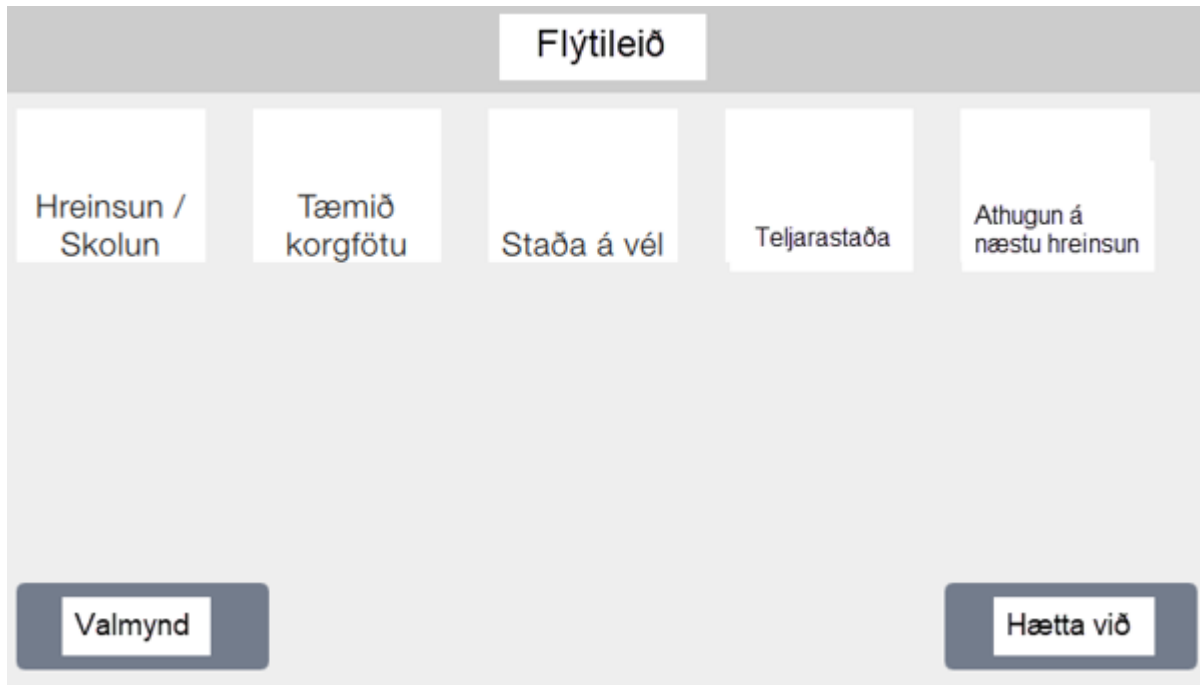 Flýtileið
Hreinsun /
Skolun
Tæmið
korgfötu
Staða á vél
Teljarastaða
Athugun á
næstu hreinsun
Valmynd
Hætta við